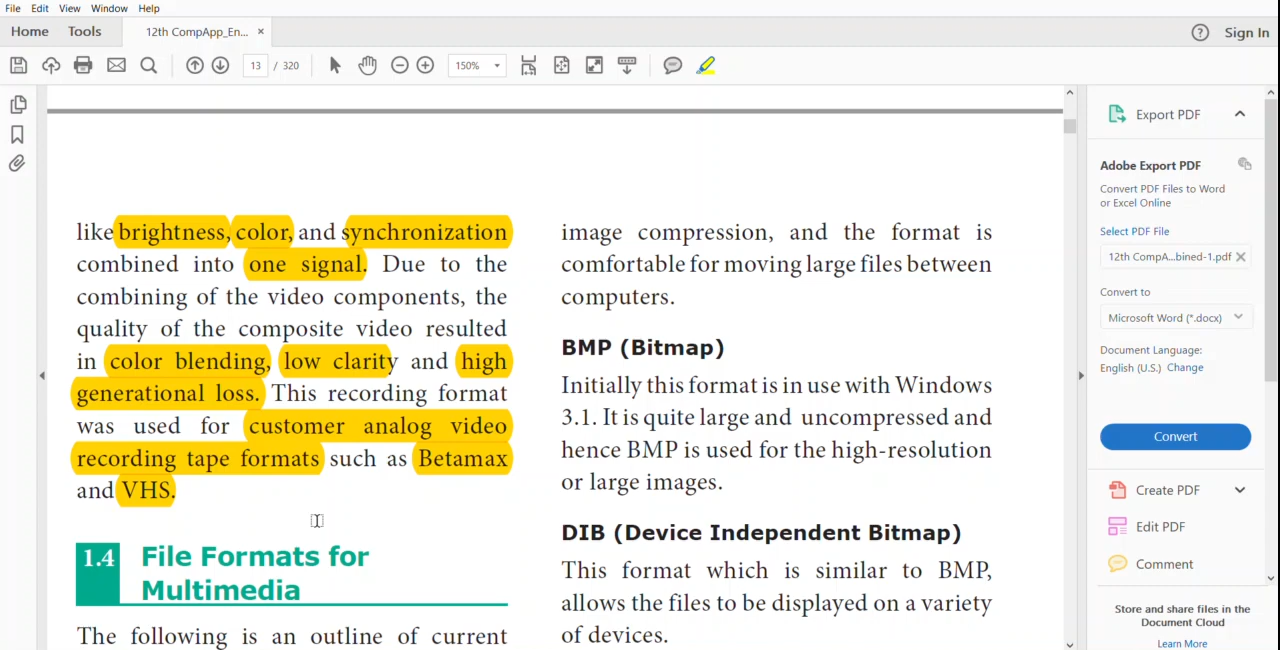 File Edit View Window Help
Home Tools 12th CompApp_En... × Sign In
13 / 320 150%
like brightness, color, and synchronization
combined into one signal. Due to the
combining of the video components, the
quality of the composite video resulted
in color blending, low clarity and high
generational loss. This recording format
was used for customer analog video
recording tape formats such as Betamax
and VHS.
1.4 File Formats for
Multimedia
The following is an outline of current
image compression, and the format is
comfortable for moving large files between
computers.
BMP (Bitmap)
Initially this format is in use with Windows
3.1. It is quite large and uncompressed and
hence BMP is used for the high-resolution
or large images.
DIB (Device Independent Bitmap)
This format which is similar to BMP,
allows the files to be displayed on a variety
of devices.
Export PDF
Adobe Export PDF
Convert PDF Files to Word
or Excel Online
Select PDF File
12th CompA...bined-1.pdf
Convert to
Microsoft Word (*.docx)
Document Language:
English (U.S.) Change
Convert
Create PDF
Edit PDF
Comment
Store and share files in the
Document Cloud
Learn More